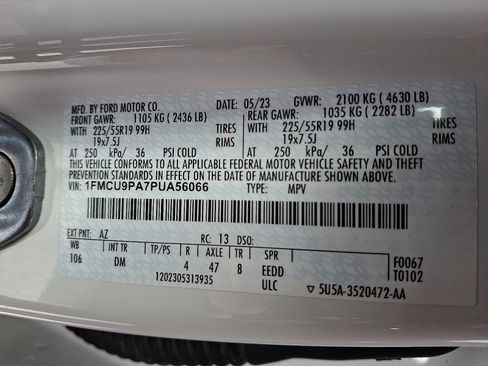 MFD. BY FORD MOTOR CO. DATE: 05/23 GVWR: 2100 KG ( 4630 LB)
FRONT GAWR: 1105 KG ( 2436 LB) REAR GAWR: 1035 KG ( 2282 LB)
WITH 225/55R19 99H TIRES WITH 225/55R19 99H TIRES
19x7.5J RIMS 19x7.5J RIMS
AT 250 kPa/ 36 PSI COLD AT 250 kPa/ 36 PSI COLD
THIS VEHICLE CONFORMS TO ALL APPLICABLE FEDERAL MOTOR VEHICLE SAFETY AND THEFT
PREVENTION STANDARDS IN EFFECT ON THE DATE OF MANUFACTURE SHOWN ABOVE.
VIN: 1FMCU9PA7PUA56066 TYPE: MPV
EXT PNT: AZ RC: 13 DSO:
WB INT TR TP/PS R AXLE TR SPR F0067
106 DM 4 47 8 EEDD T0102
1202305313935 ULC ▽ 5U5A-3520472-AA